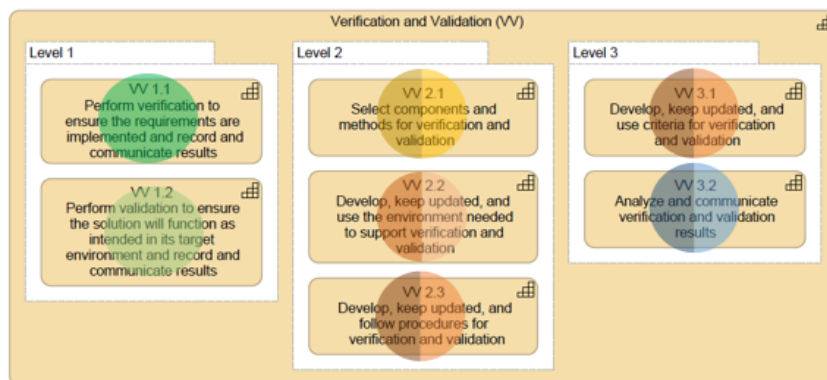 Verification and Validation (VV)
Level 1
VV 1.1
Perform verification to
ensure the requirements are
implemented and record and
communicate results
VV 1.2
Perform validation to ensure
the solution will function as
intended in its target
environment and record and
communicate results
Level 2
VV 2.1
Select components and
methods for verification and
validation
VV 2.2
Develop, keep updated, and
use the environment needed
to support verification and
validation
VV 2.3
Develop, keep updated, and
follow procedures for
verification and validation
Level 3
VV 3.1
Develop, keep updated, and
use criteria for verification
and validation
VV 3.2
Analyze and communicate
verification and validation
results